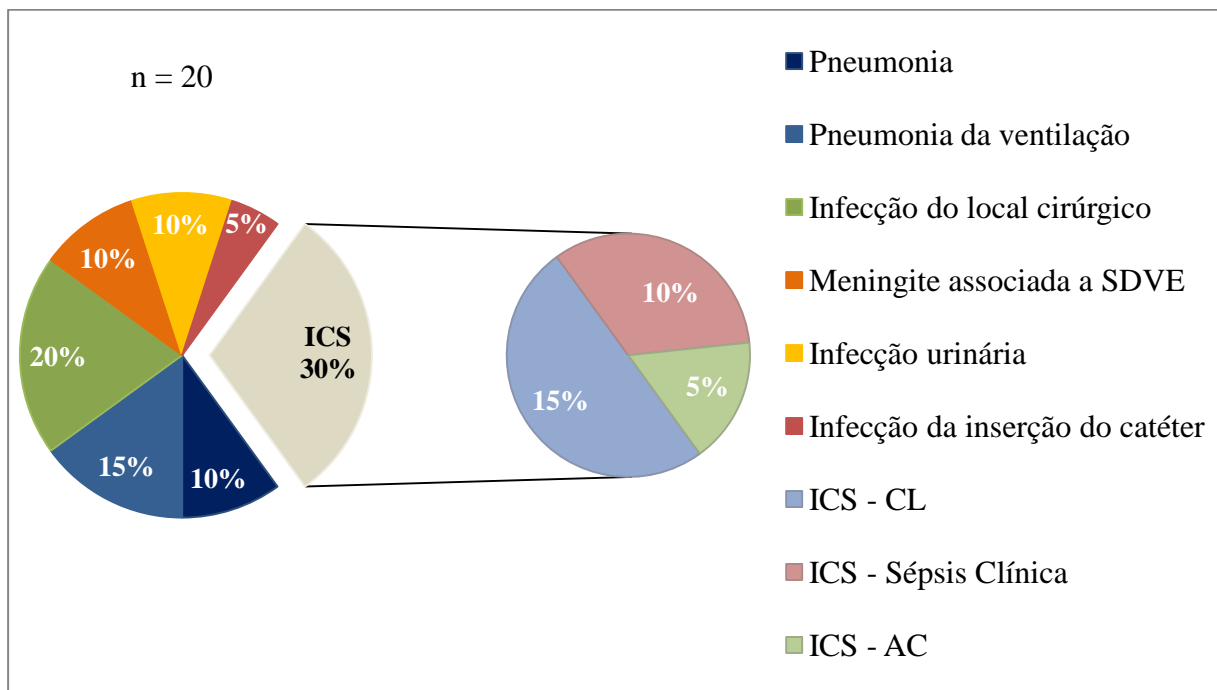 n = 20
10%
10%
5%
20%
15%
10%
ICS
30%
10%
15%
5%
Pneumonia
Pneumonia da ventilação
Infecção do local cirúrgico
Meningite associada a SDVE
Infecção urinária
Infecção da inserção do catéter
ICS - CL
ICS - Sépsis Clínica
ICS - AC